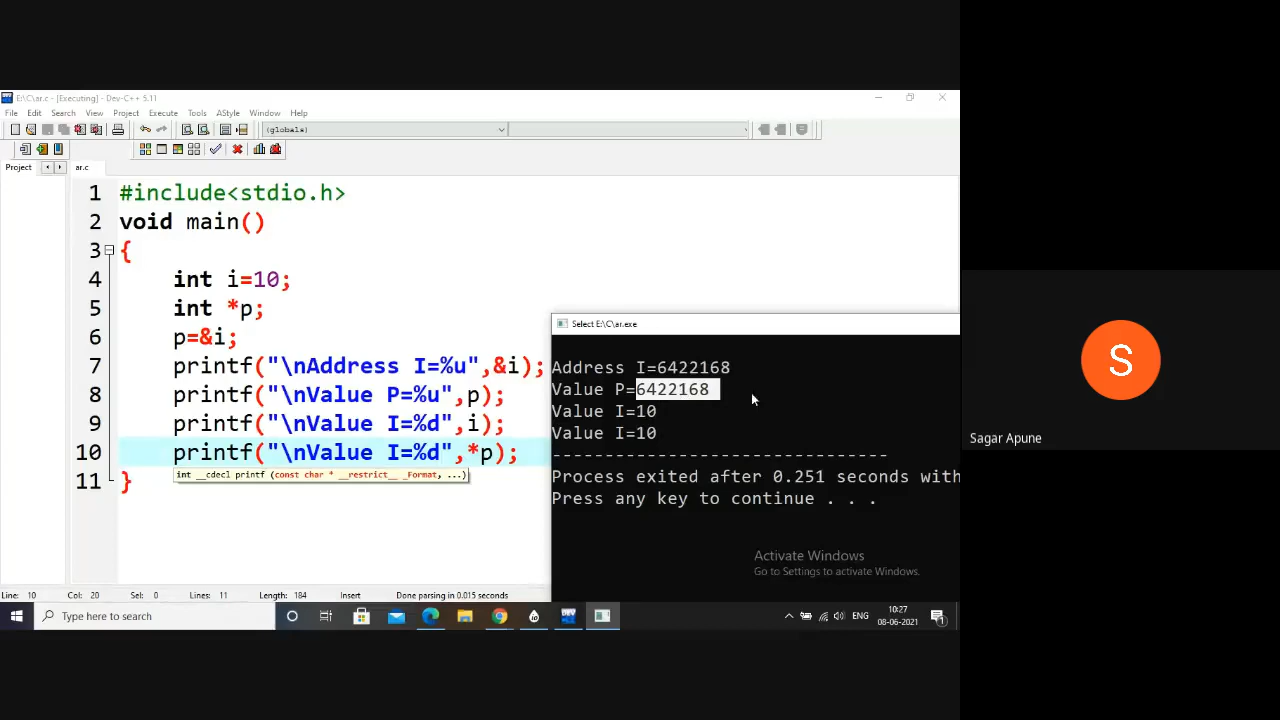 E:\C\ar.c - [Executing] - Dev-C++ 5.11
File Edit Search View Project Execute Tools AStyle Window Help
(globals)
Project ar.c
1 #include<stdio.h>
2 void main()
3 {
4 int i=10;
5 int *p;
6 p=&i;
7 printf("\nAddress I=%u",&i);
8 printf("\nValue P=%u",p);
9 printf("\nValue I=%d",i);
10 printf("\nValue I=%d",*p);
int __cdecl printf (const char * __restrict__ _Format, ...)
11 }
Select E:\C\ar.exe
Address I=6422168
Value P=6422168
Value I=10
Value I=10
--------------------------------
Process exited after 0.251 seconds with
Press any key to continue . . .
Activate Windows
Go to Settings to activate Windows.
Line: 10 Col: 20 Sel: 0 Lines: 11 Length: 184 Insert Done parsing in 0.015 seconds
Type here to search
ENG
10:27
08-06-2021
1
S
Sagar Apune